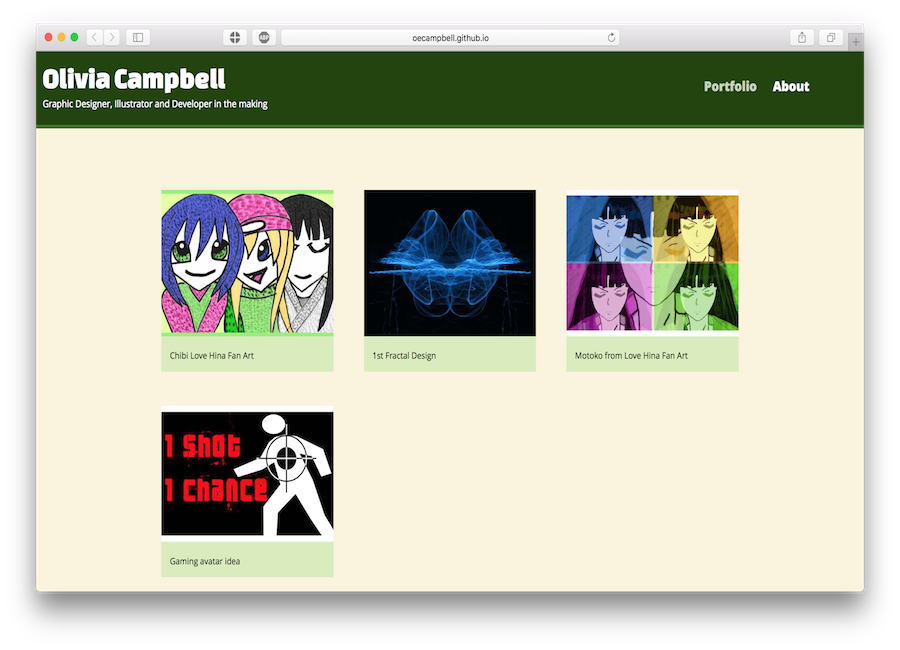 ABP
oecampbell.github.io
Olivia Campbell
Graphic Designer, Illustrator and Developer in the making
Portfolio
About
Chibi Love Hina Fan Art
1st Fractal Design
Motoko from Love Hina Fan Art
1 Shot
1 chance
Gaming avatar idea